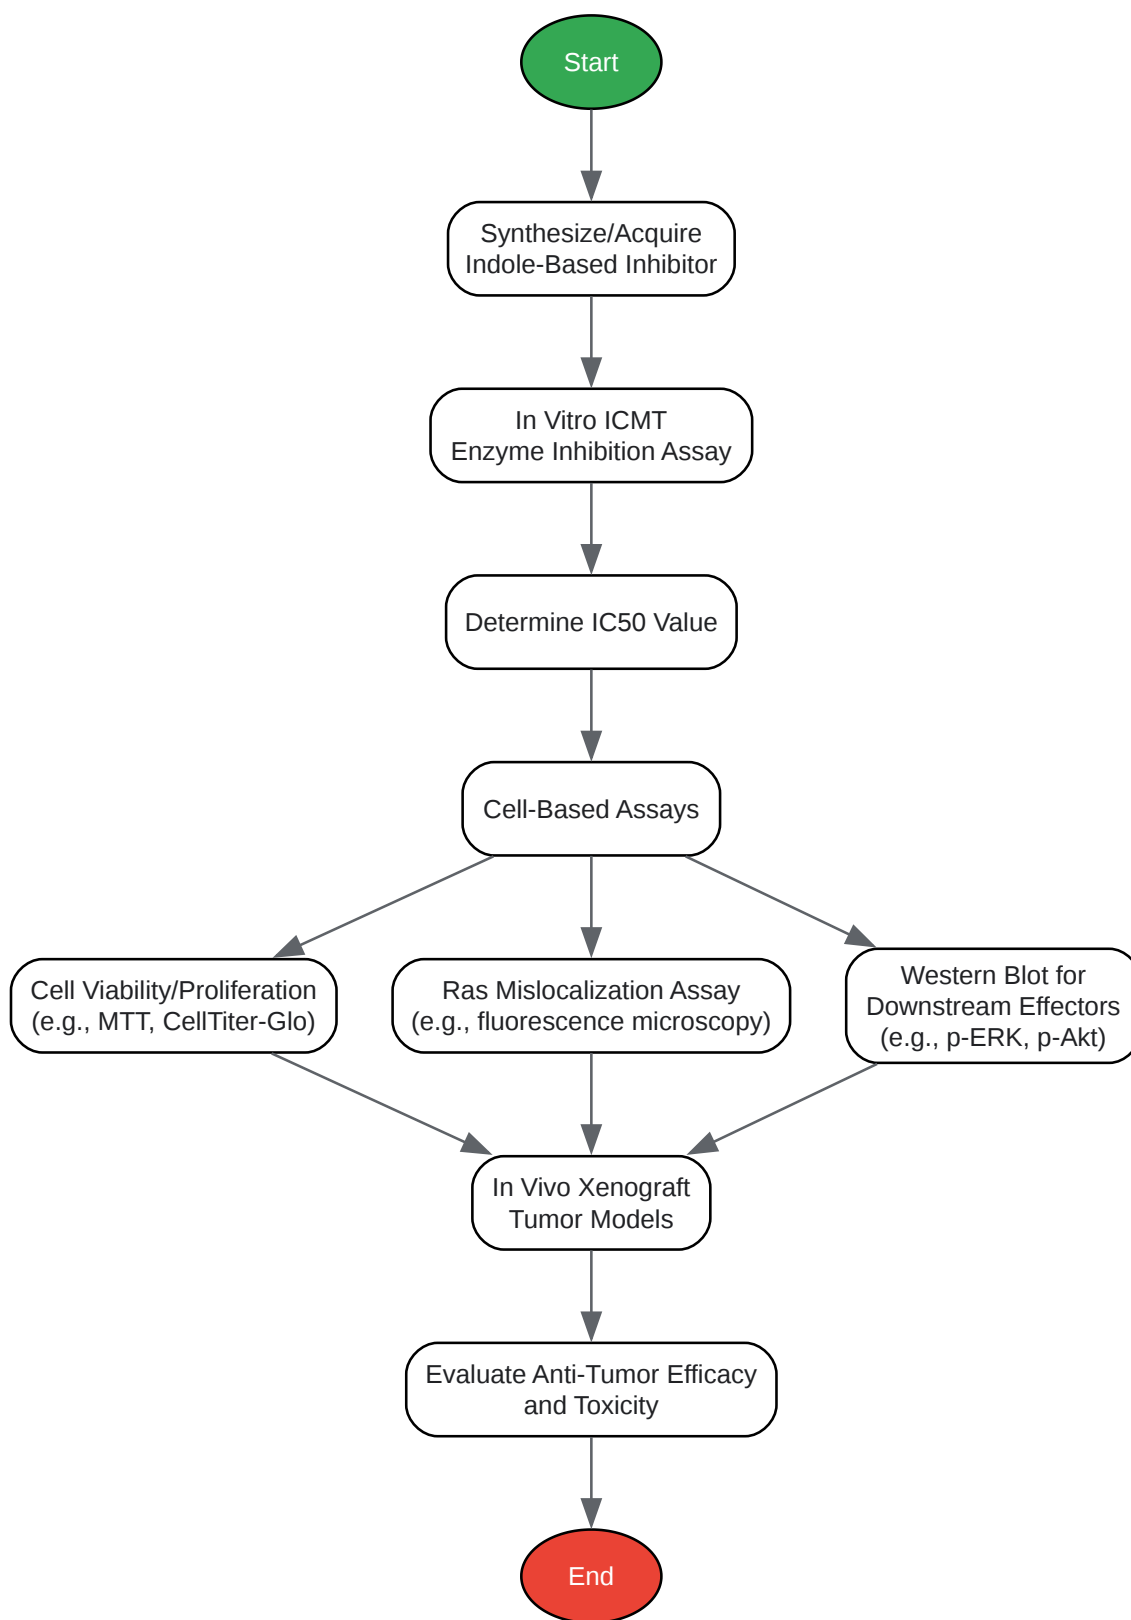 Start
Synthesize/Acquire
Indole-Based Inhibitor
In Vitro ICMT
Enzyme Inhibition Assay
Determine IC50 Value
Cell-Based Assays
Cell Viability/Proliferation
(e.g., MTT, CellTiter-Glo)
Ras Mislocalization Assay
(e.g., fluorescence microscopy)
Western Blot for
Downstream Effectors
(e.g., p-ERK, p-Akt)
In Vivo Xenograft
Tumor Models
Evaluate Anti-Tumor Efficacy
and Toxicity
End